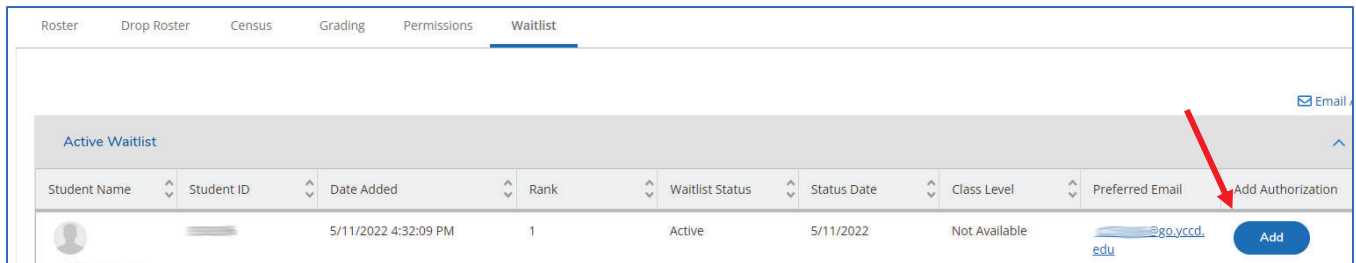 Roster Drop Roster Census Grading Permissions Waitlist
Email
Active Waitlist
Student Name Student ID Date Added Rank Waitlist Status Status Date Class Level Preferred Email Add Authorization
5/11/2022 4:32:09 PM 1 Active 5/11/2022 Not Available @go.yccd.
edu Add